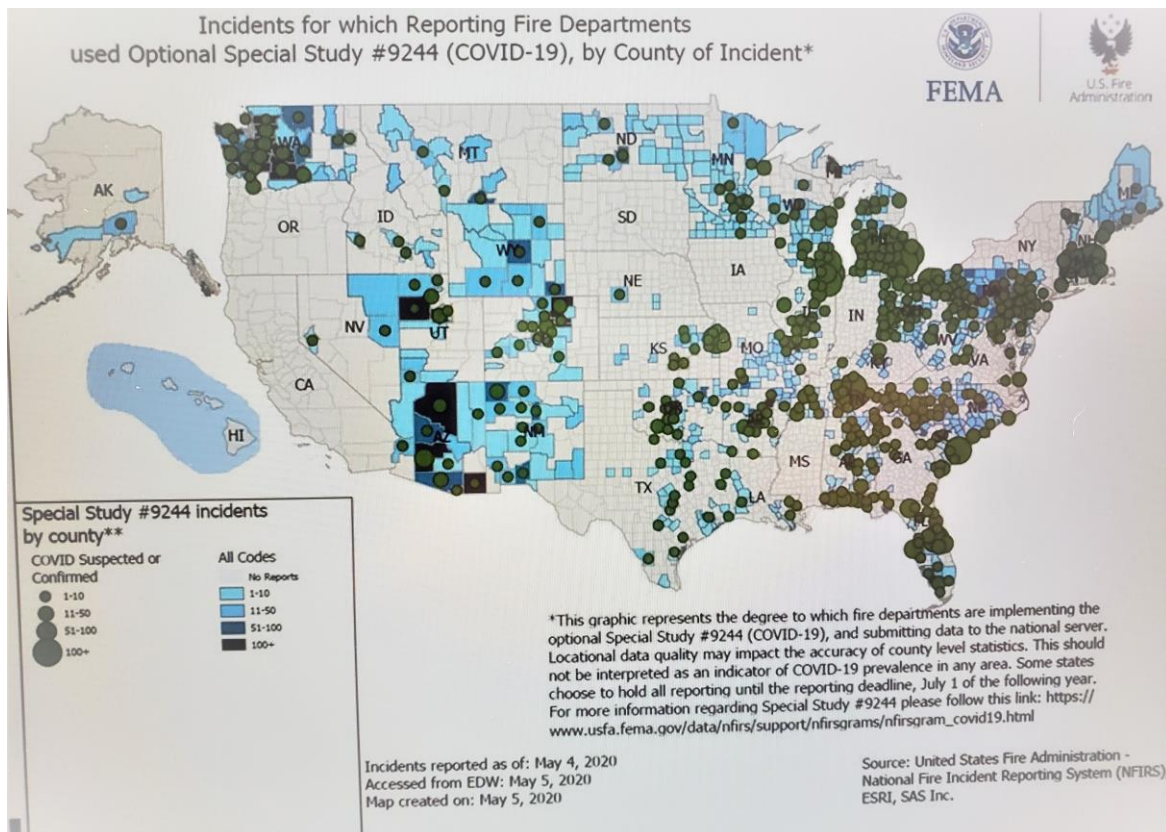 Incidents for which Reporting Fire Departments
used Optional Special Study #9244 (COVID-19), by County of Incident*
FEMA
U.S. Fire
Administration
WA
MT
ND
MN
AK
OR
ID
SD
WY
NY
NH
IA
NE
NV
UT
IN
WV
VA
KS
MO
CA
HI
AZ
NM
NC
MS
GA
TX
LA
Special Study #9244 incidents
by county**
COVID Suspected or
Confirmed
1-10
11-50
51-100
100+
All Codes
No Reports
1-10
11-50
51-100
100+
*This graphic represents the degree to which fire departments are implementing the
optional Special Study #9244 (COVID-19), and submitting data to the national server.
Locational data quality may impact the accuracy of county level statistics. This should
not be interpreted as an indicator of COVID-19 prevalence in any area. Some states
choose to hold all reporting until the reporting deadline, July 1 of the following year.
For more information regarding Special Study #9244 please follow this link: https://
www.usfa.fema.gov/data/nfirs/support/nfirsgrams/nfirsgram_covid19.html
Incidents reported as of: May 4, 2020
Accessed from EDW: May 5, 2020
Map created on: May 5, 2020
Source: United States Fire Administration -
National Fire Incident Reporting System (NFIRS)
ESRI, SAS Inc.